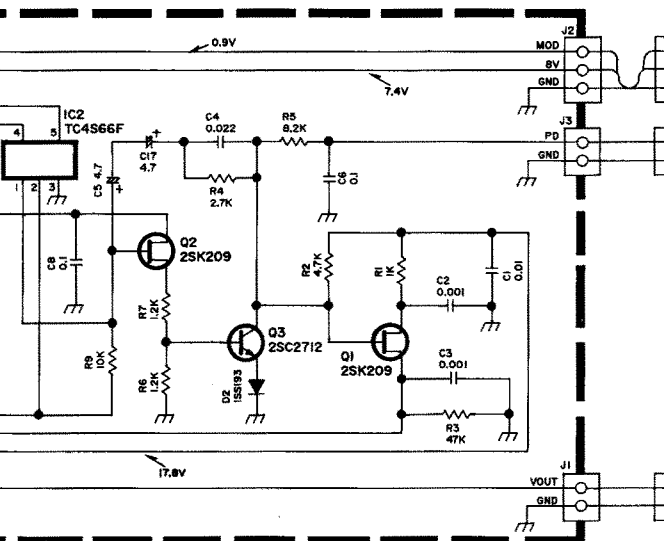 0.9V
7.4V
J2
MOD
8V
GND
J3
PD
GND
IC2
TC4S66F
4
5
1
2
3
C5 4.7
C17
4.7
C4
0.022
R5
8.2K
R4
2.7K
C6
0.1
C8
0.1
Q2
2SK209
R7
1.2K
R9
10K
R6
1.2K
Q3
2SC2712
D2
1SS193
R2
4.7K
R1
1K
C2
0.001
C1
0.01
Q1
2SK209
C3
0.001
R3
47K
17.8V
J1
VOUT
GND